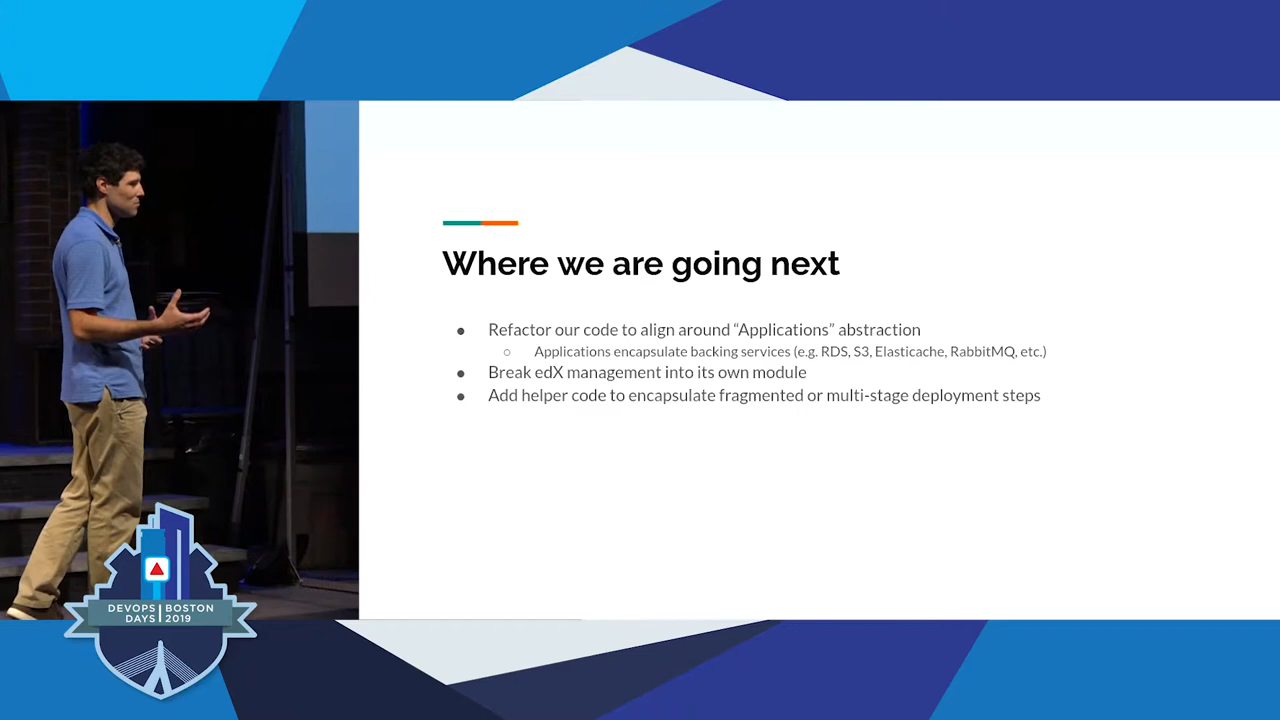 Where we are going next
● Refactor our code to align around “Applications” abstraction
○ Applications encapsulate backing services (e.g. RDS, S3, Elasticache, RabbitMQ, etc.)
● Break edX management into its own module
● Add helper code to encapsulate fragmented or multi-stage deployment steps
DEVOPS BOSTON
DAYS 2019